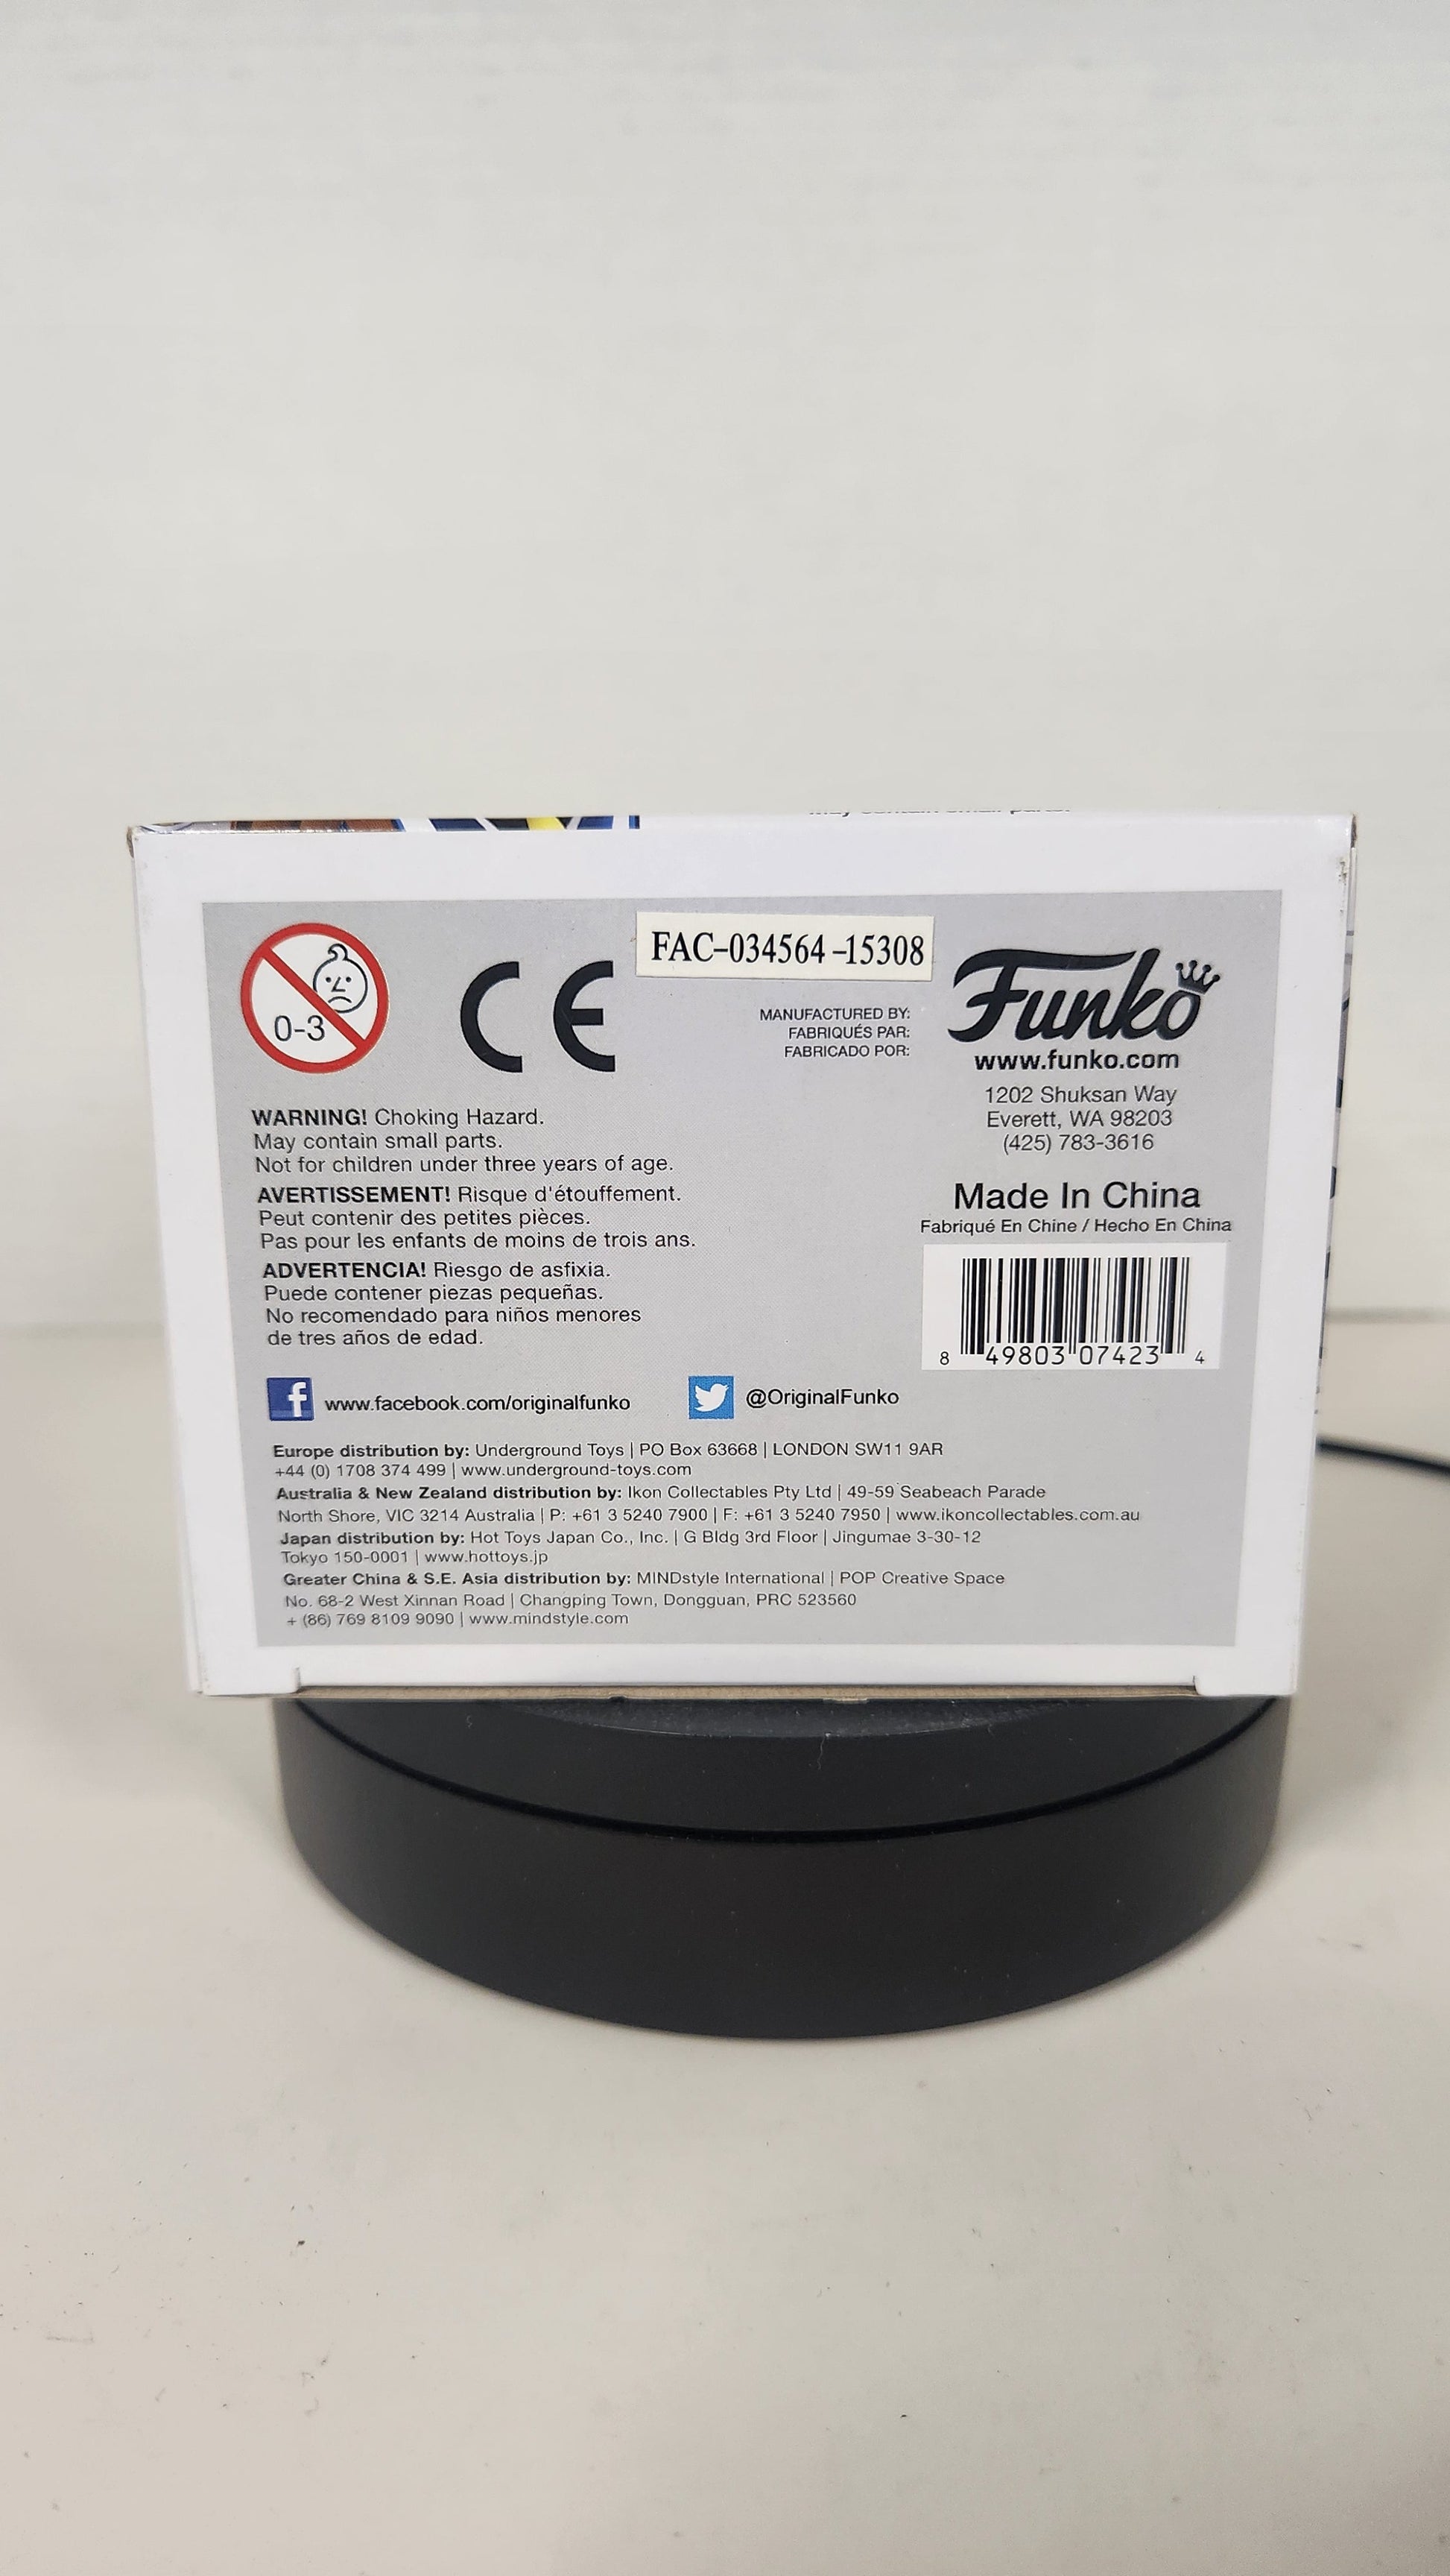 may contain small parts.
FAC-034564-15308
0-3
CE
MANUFACTURED BY:
FABRIQUÉS PAR:
FABRICADO POR:
Funko
www.funko.com
1202 Shuksan Way
Everett, WA 98203
(425) 783-3616
WARNING! Choking Hazard.
May contain small parts.
Not for children under three years of age.
AVERTISSEMENT! Risque d'étouffement.
Peut contenir des petites pièces.
Pas pour les enfants de moins de trois ans.
ADVERTENCIA! Riesgo de asfixia.
Puede contener piezas pequeñas.
No recomendado para niños menores
de tres años de edad.
Made In China
Fabriqué En Chine / Hecho En China
8 49803 07423 4
www.facebook.com/originalfunko
@OriginalFunko
Europe distribution by: Underground Toys | PO Box 63668 | LONDON SW11 9AR
+44 (0) 1708 374 499 | www.underground-toys.com
Australia & New Zealand distribution by: Ikon Collectables Pty Ltd | 49-59 Seabeach Parade
North Shore, VIC 3214 Australia | P: +61 3 5240 7900 | F: +61 3 5240 7950 | www.ikoncollectables.com.au
Japan distribution by: Hot Toys Japan Co., Inc. | G Bldg 3rd Floor | Jingumae 3-30-12
Tokyo 150-0001 | www.hottoys.jp
Greater China & S.E. Asia distribution by: MINDstyle International | POP Creative Space
No. 68-2 West Xinnan Road | Changping Town, Dongguan, PRC 523560
+ (86) 769 8109 9090 | www.mindstyle.com